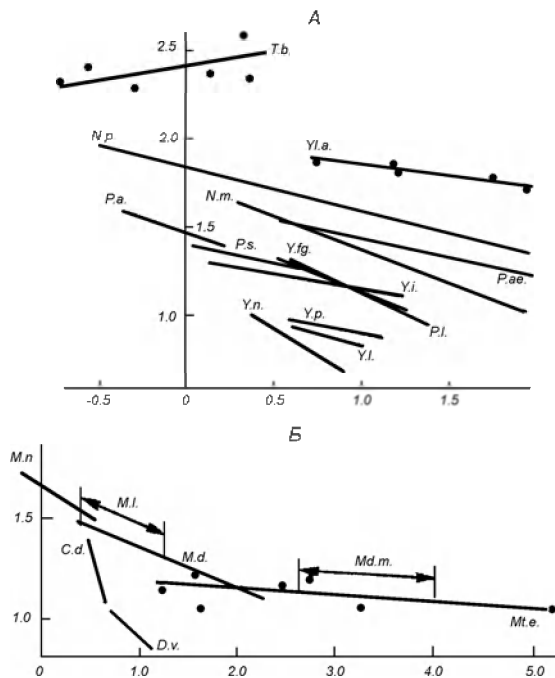 А
2.5
T.b.
2.0
N.p.
Yl.a.
P.a.
N.m.
1.5
P.s.
Y.fg.
Y.i.
P.ae.
1.0
Y.n.
Y.p.
P.l.
Y.l.
-0.5 0 0.5 1.0 1.5
Б
M.n
M.l.
1.5
C.d.
M.d.
Md.m.
1.0
Mt.e.
D.v.
0 1.0 2.0 3.0 4.0 5.0